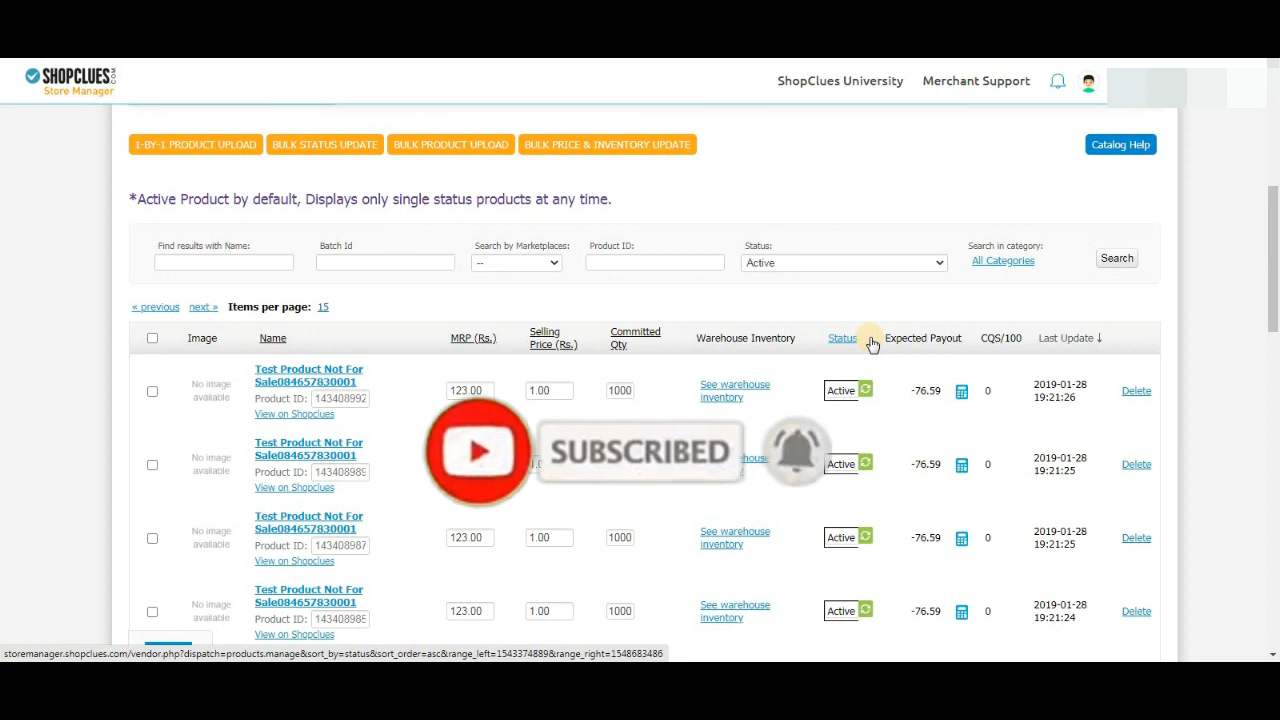 SHOPCLUES.COM
Store Manager
ShopClues University Merchant Support
1-BY-1 PRODUCT UPLOAD BULK STATUS UPDATE BULK PRODUCT UPLOAD BULK PRICE & INVENTORY UPDATE Catalog Help
*Active Product by default, Displays only single status products at any time.
Find results with Name: Batch Id Search by Marketplaces: Product ID: Status: Search in category:
-- Active All Categories Search
« previous next » Items per page: 15
Image Name MRP (Rs.) Selling Price (Rs.) Committed Qty Warehouse Inventory Status Expected Payout CQS/100 Last Update ↓
No image available
Test Product Not For
Sale084657830001
Product ID: 143408992
View on Shopclues
123.00 1.00 1000
See warehouse
inventory
Active -76.59 0
2019-01-28
19:21:26
Delete
No image available
Test Product Not For
Sale084657830001
Product ID: 14340898
View on Shopclues
SUBSCRIBED
Active -76.59 0
2019-01-28
19:21:25
Delete
No image available
Test Product Not For
Sale084657830001
Product ID: 143408987
View on Shopclues
123.00 1.00 1000
See warehouse
inventory
Active -76.59 0
2019-01-28
19:21:25
Delete
No image available
Test Product Not For
Sale084657830001
Product ID: 143408985
View on Shopclues
123.00 1.00 1000
See warehouse
inventory
Active -76.59 0
2019-01-28
19:21:24
Delete
storemanager.shopclues.com/vendor.php?dispatch=products.manage&sort_by=status&sort_order=asc&range_left=1543374889&range_right=1548683486